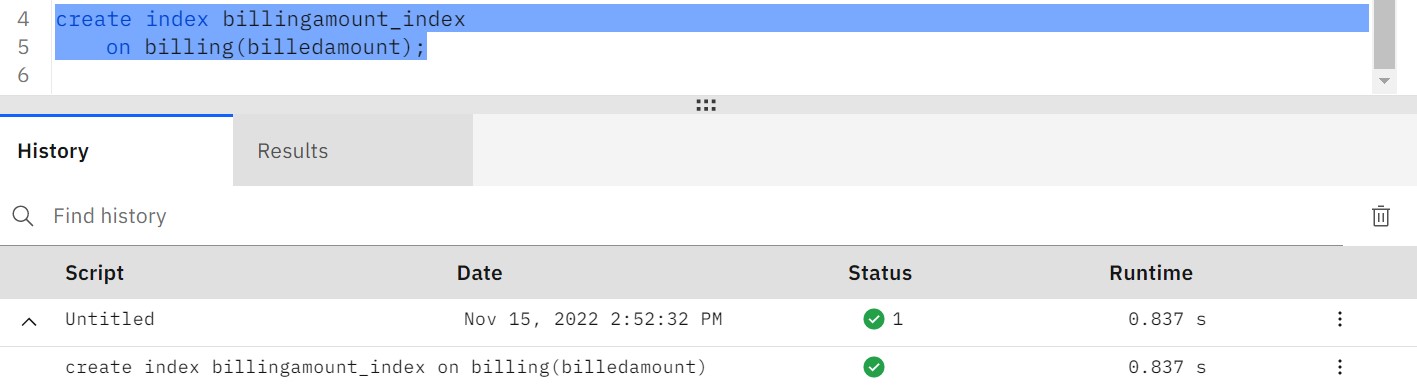 4 create index billingamount_index
5 on billing(billedamount);
6
History Results
Find history
Script Date Status Runtime
Untitled Nov 15, 2022 2:52:32 PM 1 0.837 s
create index billingamount_index on billing(billedamount) 0.837 s